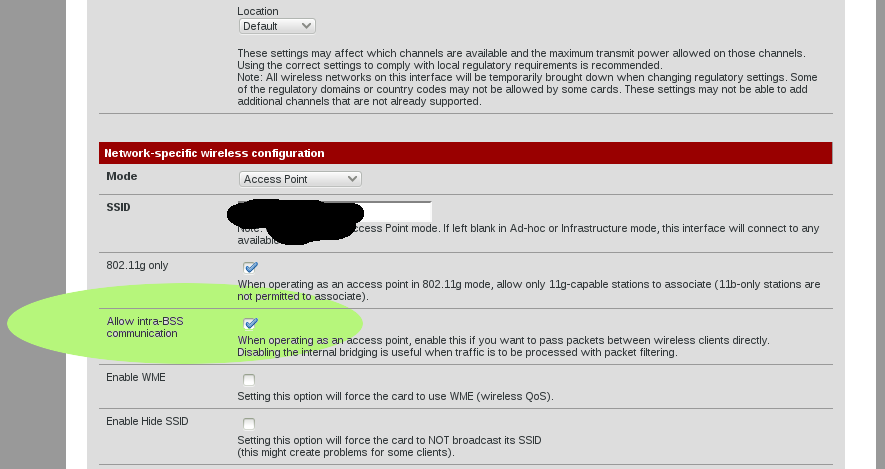 Location
Default
These settings may affect which channels are available and the maximum transmit power allowed on those channels.
Using the correct settings to comply with local regulatory requirements is recommended.
Note: All wireless networks on this interface will be temporarily brought down when changing regulatory settings. Some
of the regulatory domains or country codes may not be allowed by some cards. These settings may not be able to add
additional channels that are not already supported.
Network-specific wireless configuration
Mode
Access Point
SSID
Note: ccess Point mode. If left blank in Ad-hoc or Infrastructure mode, this interface will connect to any
available
802.11g only
When operating as an access point in 802.11g mode, allow only 11g-capable stations to associate (11b-only stations are
not permitted to associate).
Allow intra-BSS
communication
When operating as an access point, enable this if you want to pass packets between wireless clients directly.
Disabling the internal bridging is useful when traffic is to be processed with packet filtering.
Enable WME
Setting this option will force the card to use WME (wireless QoS).
Enable Hide SSID
Setting this option will force the card to NOT broadcast its SSID
(this might create problems for some clients).